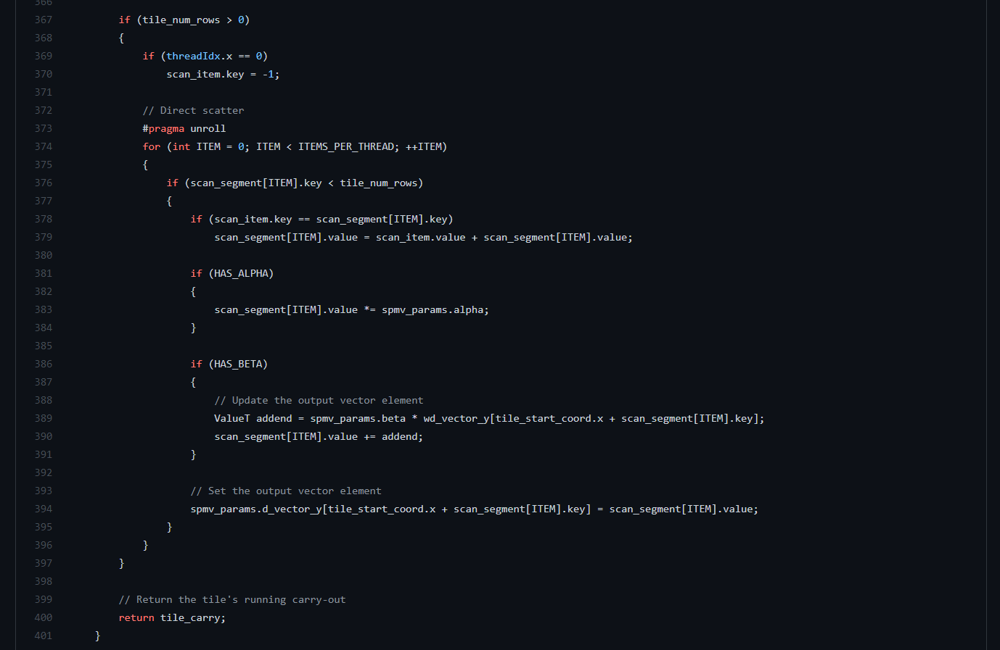 366
367 if (tile_num_rows > 0)
368 {
369 if (threadIdx.x == 0)
370 scan_item.key = -1;
371
372 // Direct scatter
373 #pragma unroll
374 for (int ITEM = 0; ITEM < ITEMS_PER_THREAD; ++ITEM)
375 {
376 if (scan_segment[ITEM].key < tile_num_rows)
377 {
378 if (scan_item.key == scan_segment[ITEM].key)
379 scan_segment[ITEM].value = scan_item.value + scan_segment[ITEM].value;
380
381 if (HAS_ALPHA)
382 {
383 scan_segment[ITEM].value *= spmv_params.alpha;
384 }
385
386 if (HAS_BETA)
387 {
388 // Update the output vector element
389 ValueT addend = spmv_params.beta * wd_vector_y[tile_start_coord.x + scan_segment[ITEM].key];
390 scan_segment[ITEM].value += addend;
391 }
392
393 // Set the output vector element
394 spmv_params.d_vector_y[tile_start_coord.x + scan_segment[ITEM].key] = scan_segment[ITEM].value;
395 }
396 }
397 }
398
399 // Return the tile's running carry-out
400 return tile_carry;
401 }